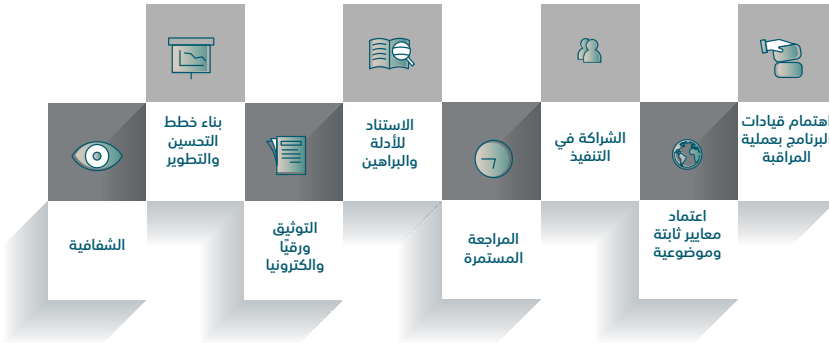 اهتمام قيادات
البرنامج بعملية
المراقبة
اعتماد
معايير ثابتة
وموضوعية
الشراكة في
التنفيذ
المراجعة
المستمرة
الاستناد
للأدلة
والبراهين
التوثيق
ورقيًا
والكترونيا
بناء خطط
التحسين
والتطوير
الشفافية